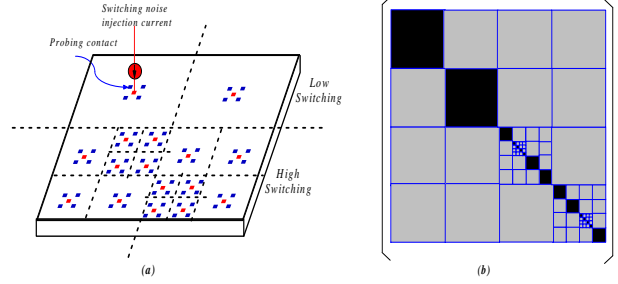 Switching noise
injection current
Probing contact
Low
Switching
High
Switching
(a)
(b)